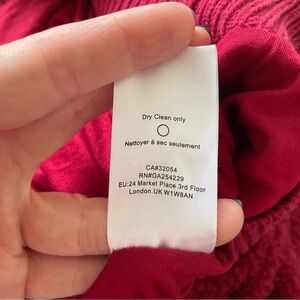 Dry Clean only
Nettoyer à sec seulement
CA#32054
RN#GA254229
EU:24 Market Place 3rd Floor
London.UK W1W8AN